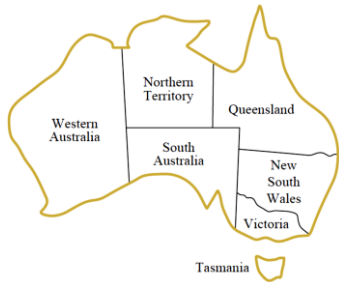 Northern
Territory
Queensland
Western
Australia
South
Australia
New
South
Wales
Victoria
Tasmania